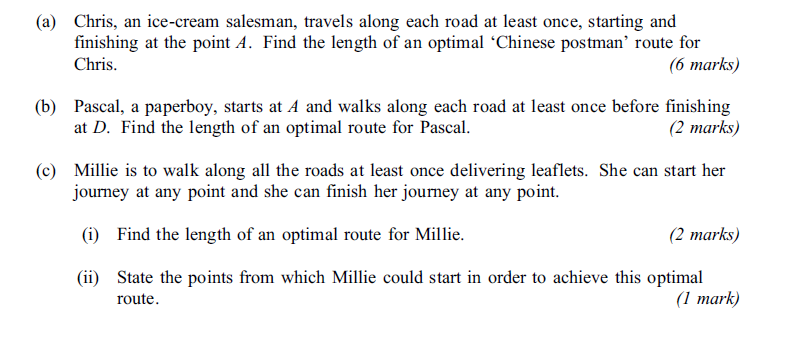 (a) Chris, an ice-cream salesman, travels along each road at least once, starting and
finishing at the point A. Find the length of an optimal ‘Chinese postman’ route for
Chris. (6 marks)
(b) Pascal, a paperboy, starts at A and walks along each road at least once before finishing
at D. Find the length of an optimal route for Pascal. (2 marks)
(c) Millie is to walk along all the roads at least once delivering leaflets. She can start her
journey at any point and she can finish her journey at any point.
(i) Find the length of an optimal route for Millie. (2 marks)
(ii) State the points from which Millie could start in order to achieve this optimal
route. (1 mark)